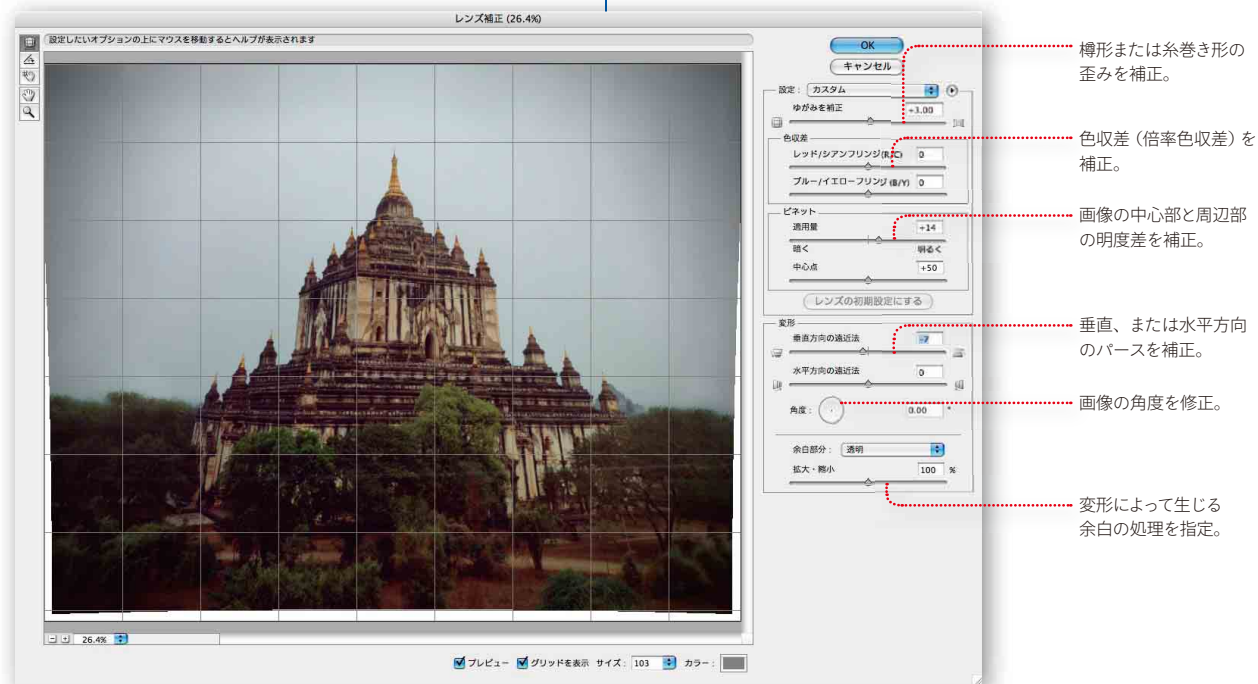 レンズ補正 (26.4%)
設定したいオプションの上にマウスを移動するとヘルプが表示されます
OK
キャンセル
設定： カスタム
ゆがみを補正 +3.00
色収差
レッド/シアンフリンジ(R/C) 0
ブルー/イエローフリンジ (B/Y) 0
ビネット
適用量 +14
暗く 明るく
中心点 +50
レンズの初期設定にする
変形
垂直方向の遠近法 -7
水平方向の遠近法 0
角度： 0.00 °
余白部分： 透明
拡大・縮小 100 %
26.4%
プレビュー グリッドを表示 サイズ： 103 カラー：
樽形または糸巻き形の
歪みを補正。
色収差（倍率色収差）を
補正。
画像の中心部と周辺部
の明度差を補正。
垂直、または水平方向
のパースを補正。
画像の角度を修正。
変形によって生じる
余白の処理を指定。